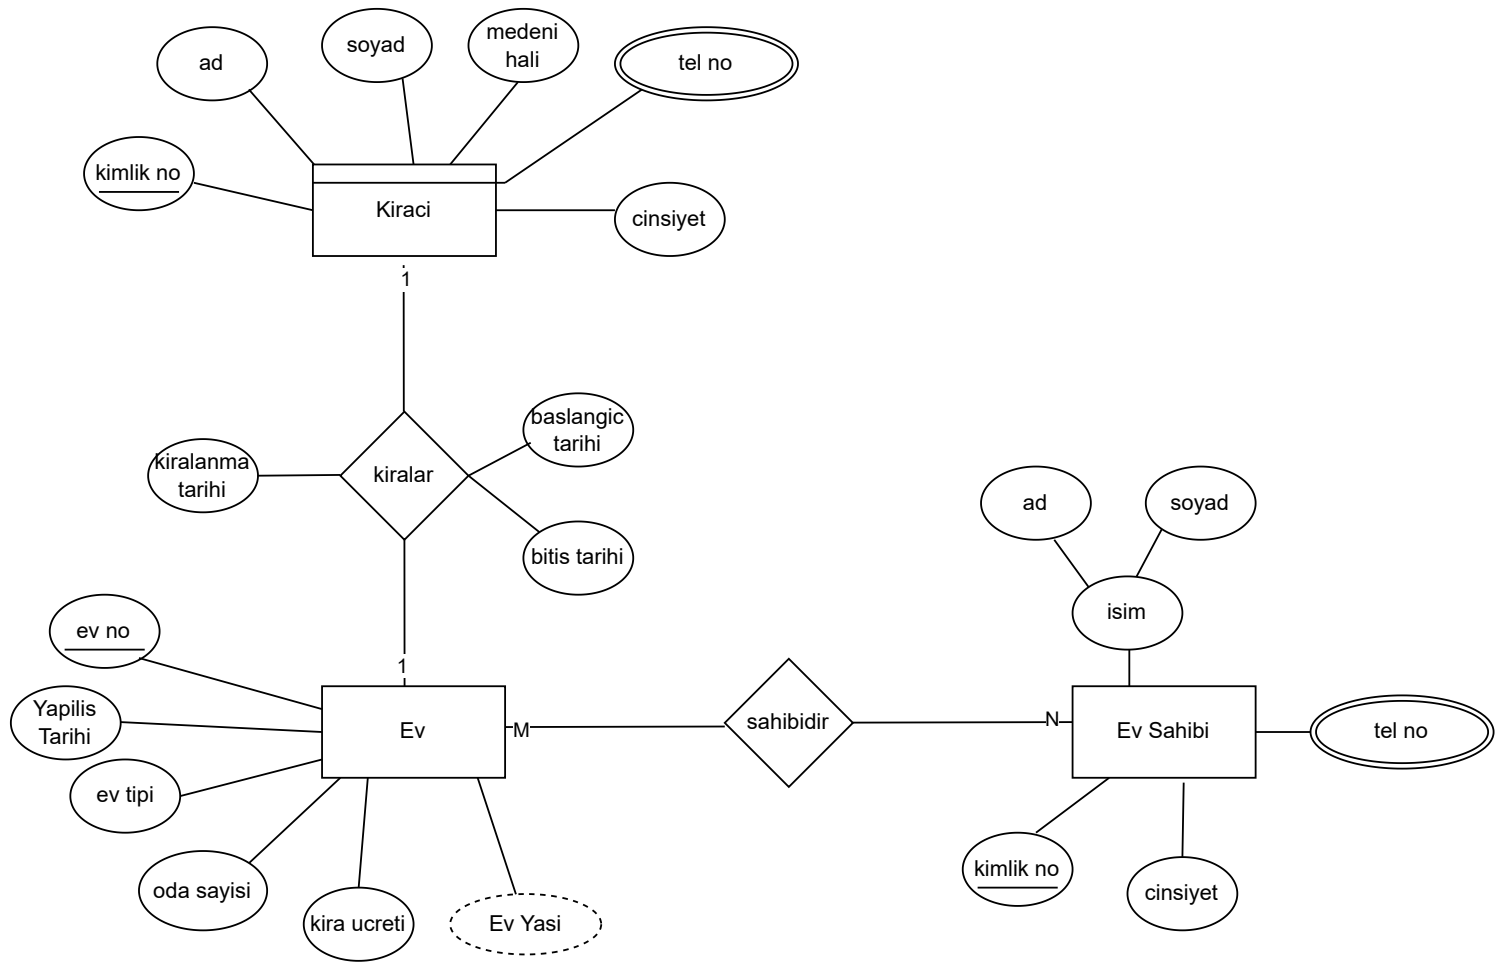 ad
soyad
medeni
hali
tel no
kimlik no
Kiraci
cinsiyet
1
kiralanma
tarihi
kiralar
baslangic
tarihi
bitis tarihi
1
ev no
Yapilis
Tarihi
ev tipi
oda sayisi
kira ucreti
Ev Yasi
Ev
M
sahibidir
N
Ev Sahibi
ad
soyad
isim
tel no
kimlik no
cinsiyet